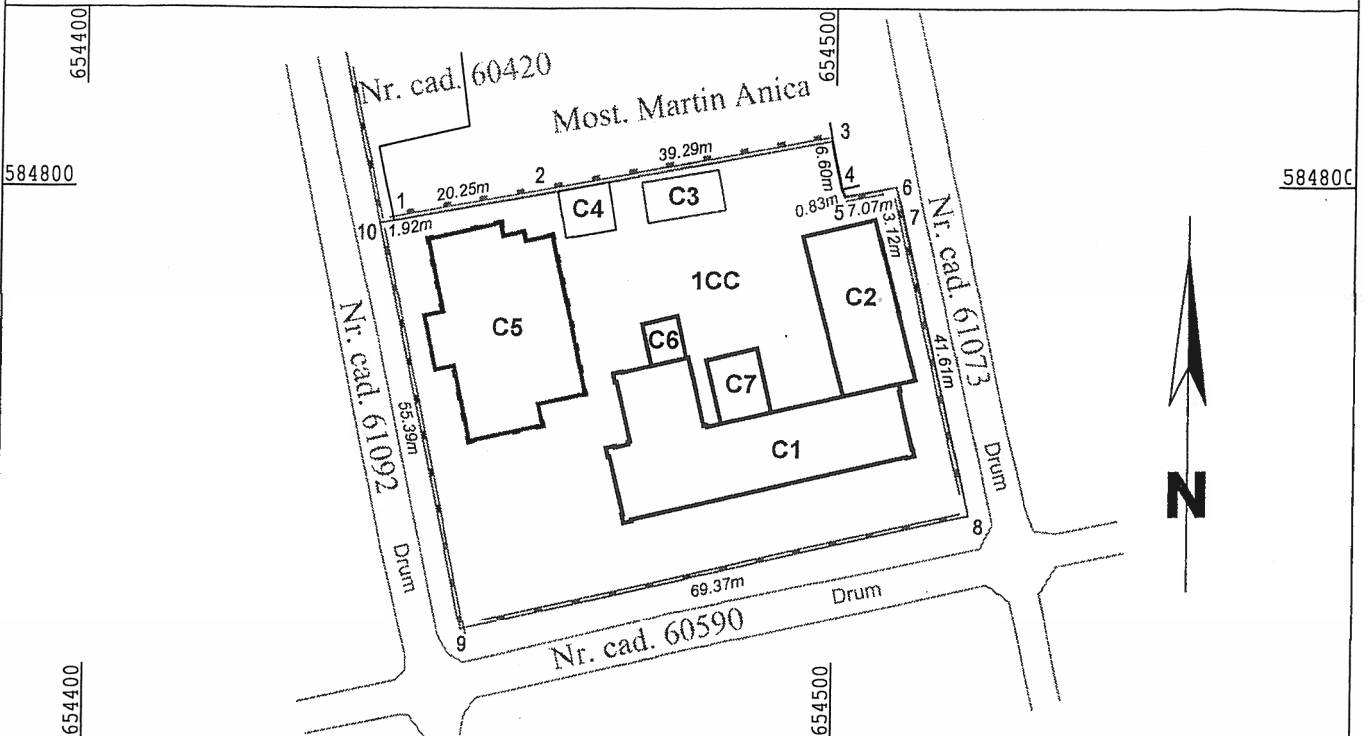 654400
654500
Nr. cad. 60420
Most. Martin Anica
584800
584800
1
20.25m
2
39.29m
3
6.60m
4
6
10
1.92m
C4
C3
0.83m
5
7.07m
7
3.12m
Nr. cad. 61073
1CC
C2
C5
C6
C7
41.61m
Nr. cad. 61092
55.39m
C1
Drum
N
Drum
8
69.37m
Drum
9
Nr. cad. 60590
654400
654500